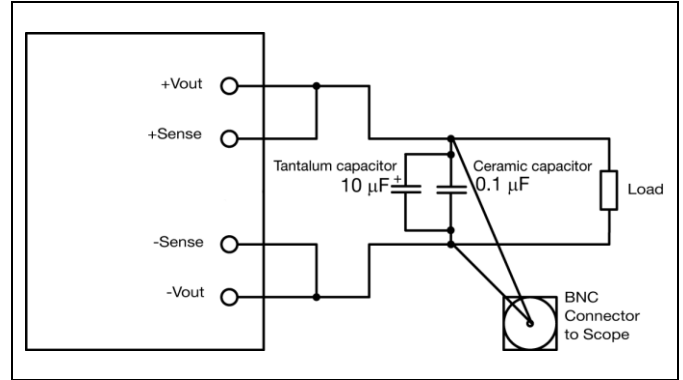 +Vout
+Sense
Tantalum capacitor
10 μF
+
Ceramic capacitor
0.1 μF
Load
-Sense
-Vout
BNC
Connector
to Scope